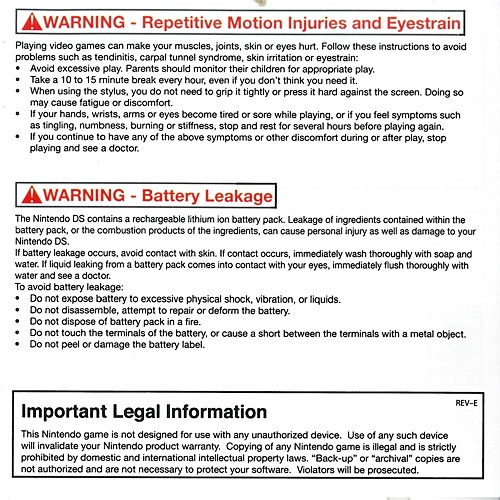 WARNING - Repetitive Motion Injuries and Eyestrain
Playing video games can make your muscles, joints, skin or eyes hurt. Follow these instructions to avoid
problems such as tendinitis, carpal tunnel syndrome, skin irritation or eyestrain:
• Avoid excessive play. Parents should monitor their children for appropriate play.
• Take a 10 to 15 minute break every hour, even if you don't think you need it.
• When using the stylus, you do not need to grip it tightly or press it hard against the screen. Doing so
may cause fatigue or discomfort.
• If your hands, wrists, arms or eyes become tired or sore while playing, or if you feel symptoms such
as tingling, numbness, burning or stiffness, stop and rest for several hours before playing again.
• If you continue to have any of the above symptoms or other discomfort during or after play, stop
playing and see a doctor.
WARNING - Battery Leakage
The Nintendo DS contains a rechargeable lithium ion battery pack. Leakage of ingredients contained within the
battery pack, or the combustion products of the ingredients, can cause personal injury as well as damage to your
Nintendo DS.
If battery leakage occurs, avoid contact with skin. If contact occurs, immediately wash thoroughly with soap and
water. If liquid leaking from a battery pack comes into contact with your eyes, immediately flush thoroughly with
water and see a doctor.
To avoid battery leakage:
• Do not expose battery to excessive physical shock, vibration, or liquids.
• Do not disassemble, attempt to repair or deform the battery.
• Do not dispose of battery pack in a fire.
• Do not touch the terminals of the battery, or cause a short between the terminals with a metal object.
• Do not peel or damage the battery label.
REV-E
Important Legal Information
This Nintendo game is not designed for use with any unauthorized device. Use of any such device
will invalidate your Nintendo product warranty. Copying of any Nintendo game is illegal and is strictly
prohibited by domestic and international intellectual property laws. "Back-up" or "archival" copies are
not authorized and are not necessary to protect your software. Violators will be prosecuted.